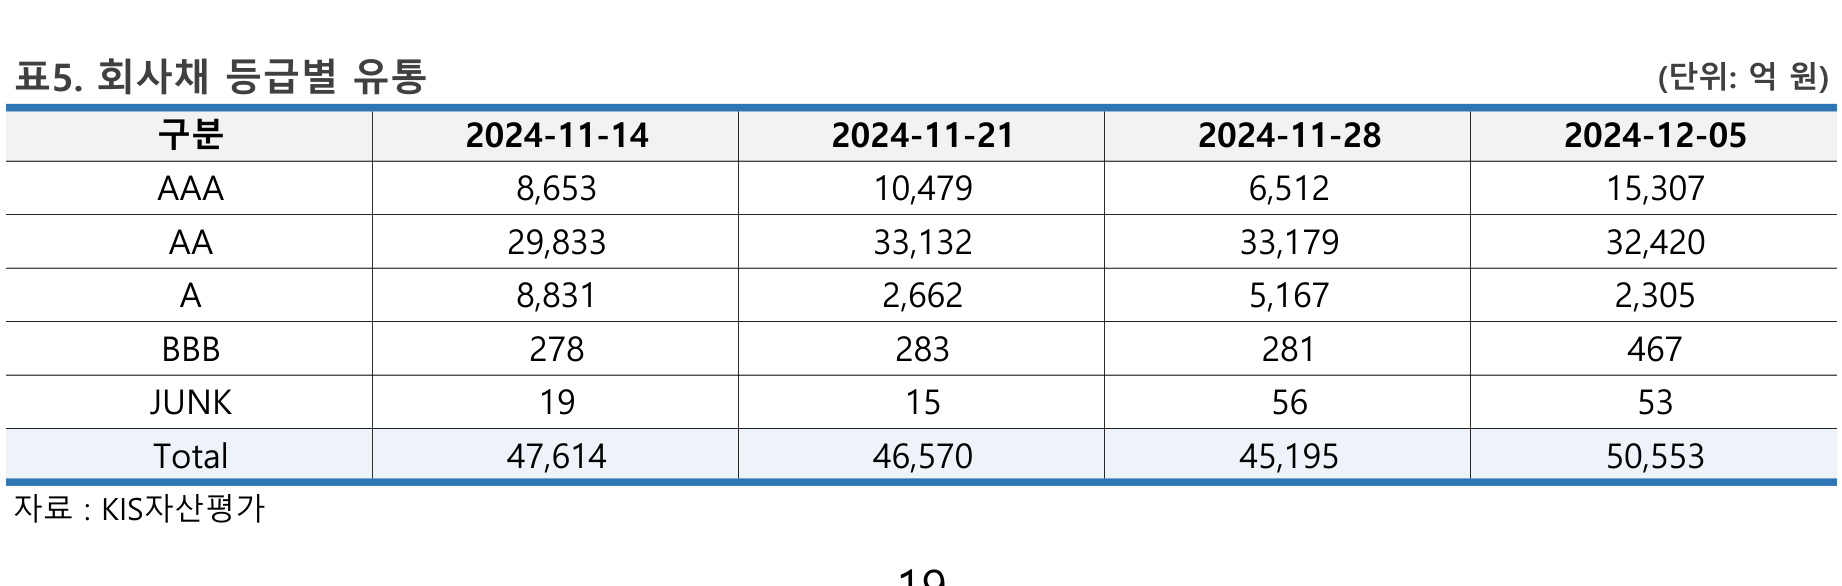 표5. 회사채 등급별 유통 (단위: 억 원)
구분 2024-11-14 2024-11-21 2024-11-28 2024-12-05
AAA 8,653 10,479 6,512 15,307
AA 29,833 33,132 33,179 32,420
A 8,831 2,662 5,167 2,305
BBB 278 283 281 467
JUNK 19 15 56 53
Total 47,614 46,570 45,195 50,553
자료 : KIS자산평가
19